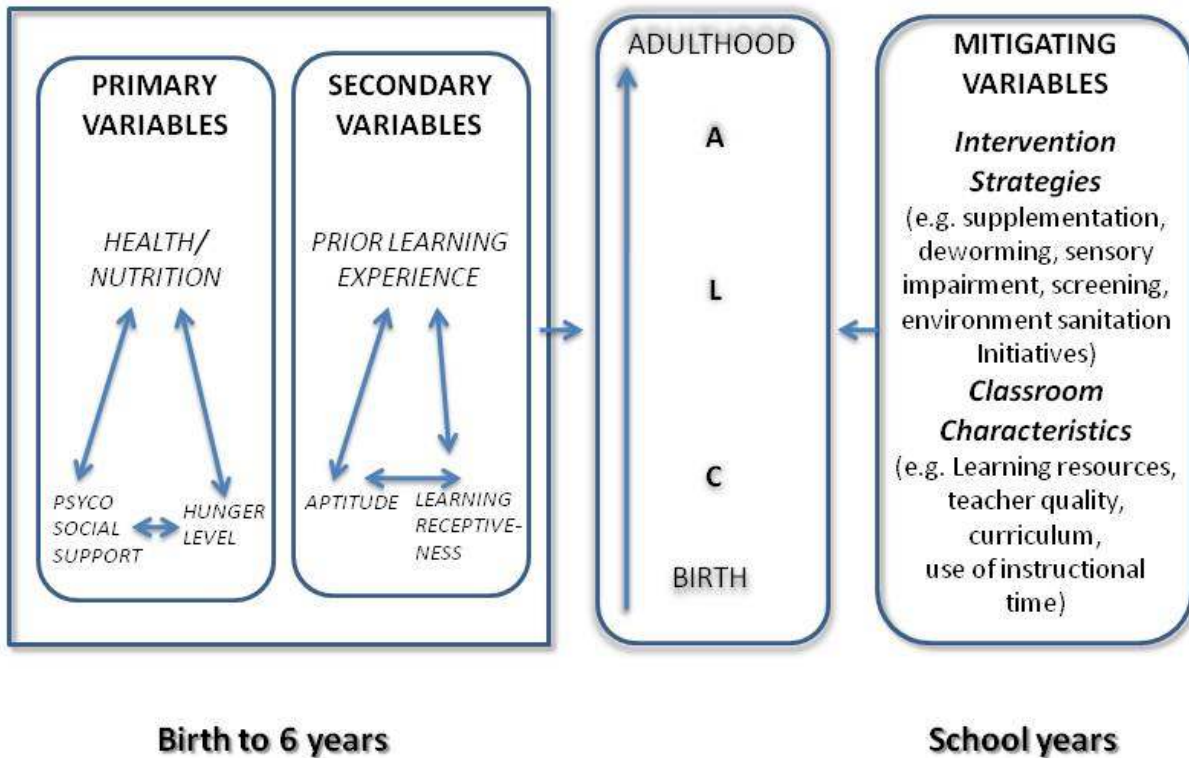 PRIMARY
VARIABLES
HEALTH/
NUTRITION
PSYCO
SOCIAL
SUPPORT
HUNGER
LEVEL
SECONDARY
VARIABLES
PRIOR LEARNING
EXPERIENCE
APTITUDE
LEARNING
RECEPTIVE-
NESS
ADULTHOOD
A
L
C
BIRTH
MITIGATING
VARIABLES
Intervention
Strategies
(e.g. supplementation,
deworming, sensory
impairment, screening,
environment sanitation
Initiatives)
Classroom
Characteristics
(e.g. Learning resources,
teacher quality,
curriculum,
use of instructional
time)
Birth to 6 years
School years